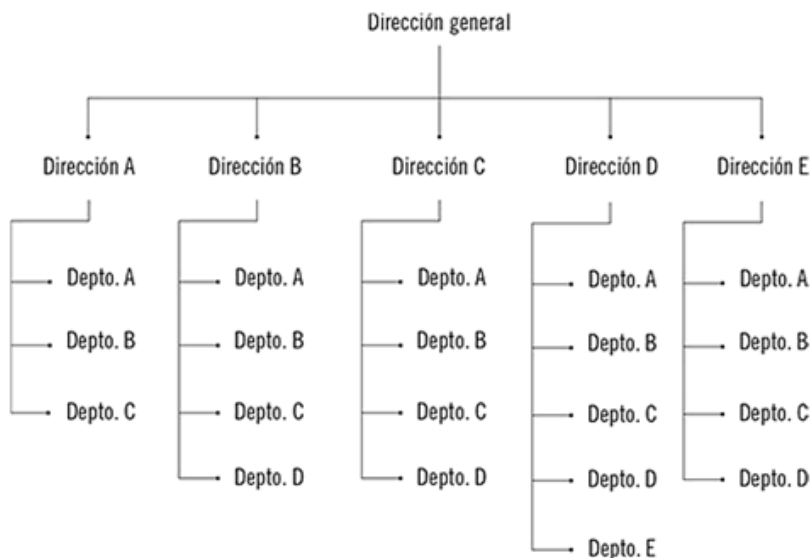 Dirección general
Dirección A
Dirección B
Dirección C
Dirección D
Dirección E
Depto. A
Depto. A
Depto. A
Depto. A
Depto. A
Depto. B
Depto. B
Depto. B
Depto. B
Depto. B
Depto. C
Depto. C
Depto. C
Depto. C
Depto. C
Depto. D
Depto. D
Depto. D
Depto. D
Depto. E